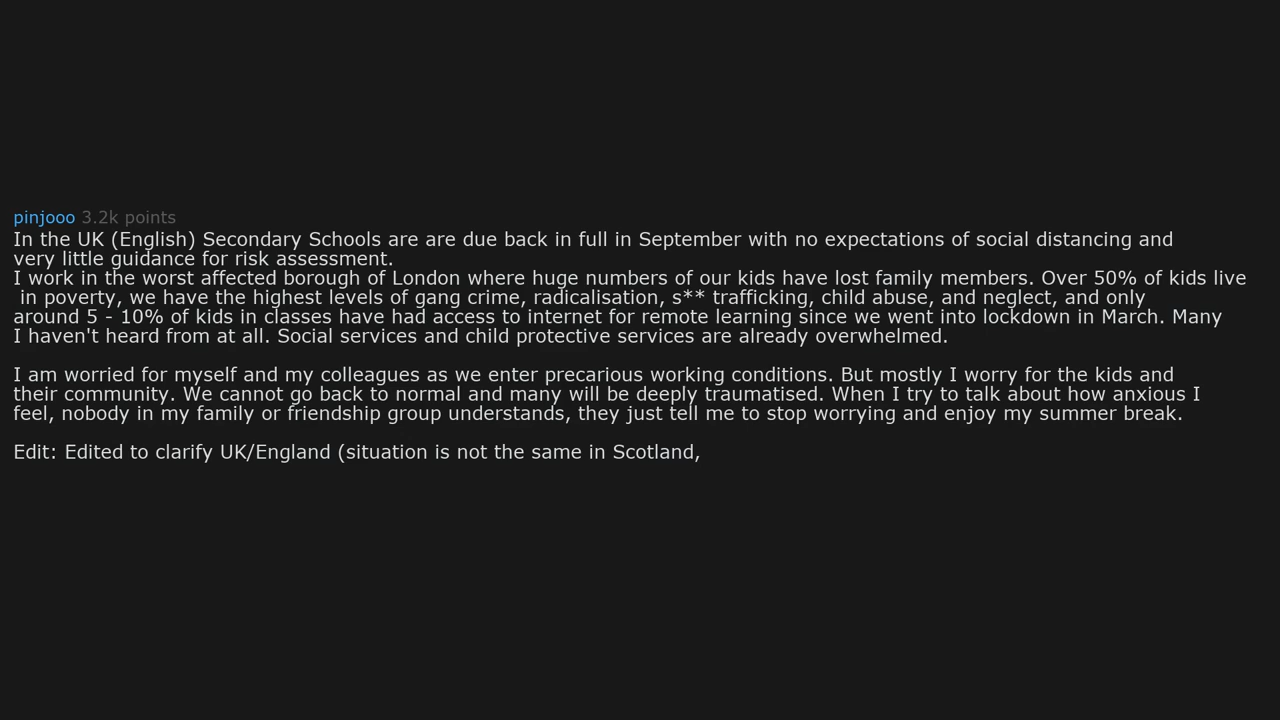 pinjooo 3.2k points
In the UK (English) Secondary Schools are are due back in full in September with no expectations of social distancing and
very little guidance for risk assessment.
I work in the worst affected borough of London where huge numbers of our kids have lost family members. Over 50% of kids live
in poverty, we have the highest levels of gang crime, radicalisation, s** trafficking, child abuse, and neglect, and only
around 5 - 10% of kids in classes have had access to internet for remote learning since we went into lockdown in March. Many
I haven't heard from at all. Social services and child protective services are already overwhelmed.
I am worried for myself and my colleagues as we enter precarious working conditions. But mostly I worry for the kids and
their community. We cannot go back to normal and many will be deeply traumatised. When I try to talk about how anxious I
feel, nobody in my family or friendship group understands, they just tell me to stop worrying and enjoy my summer break.
Edit: Edited to clarify UK/England (situation is not the same in Scotland,